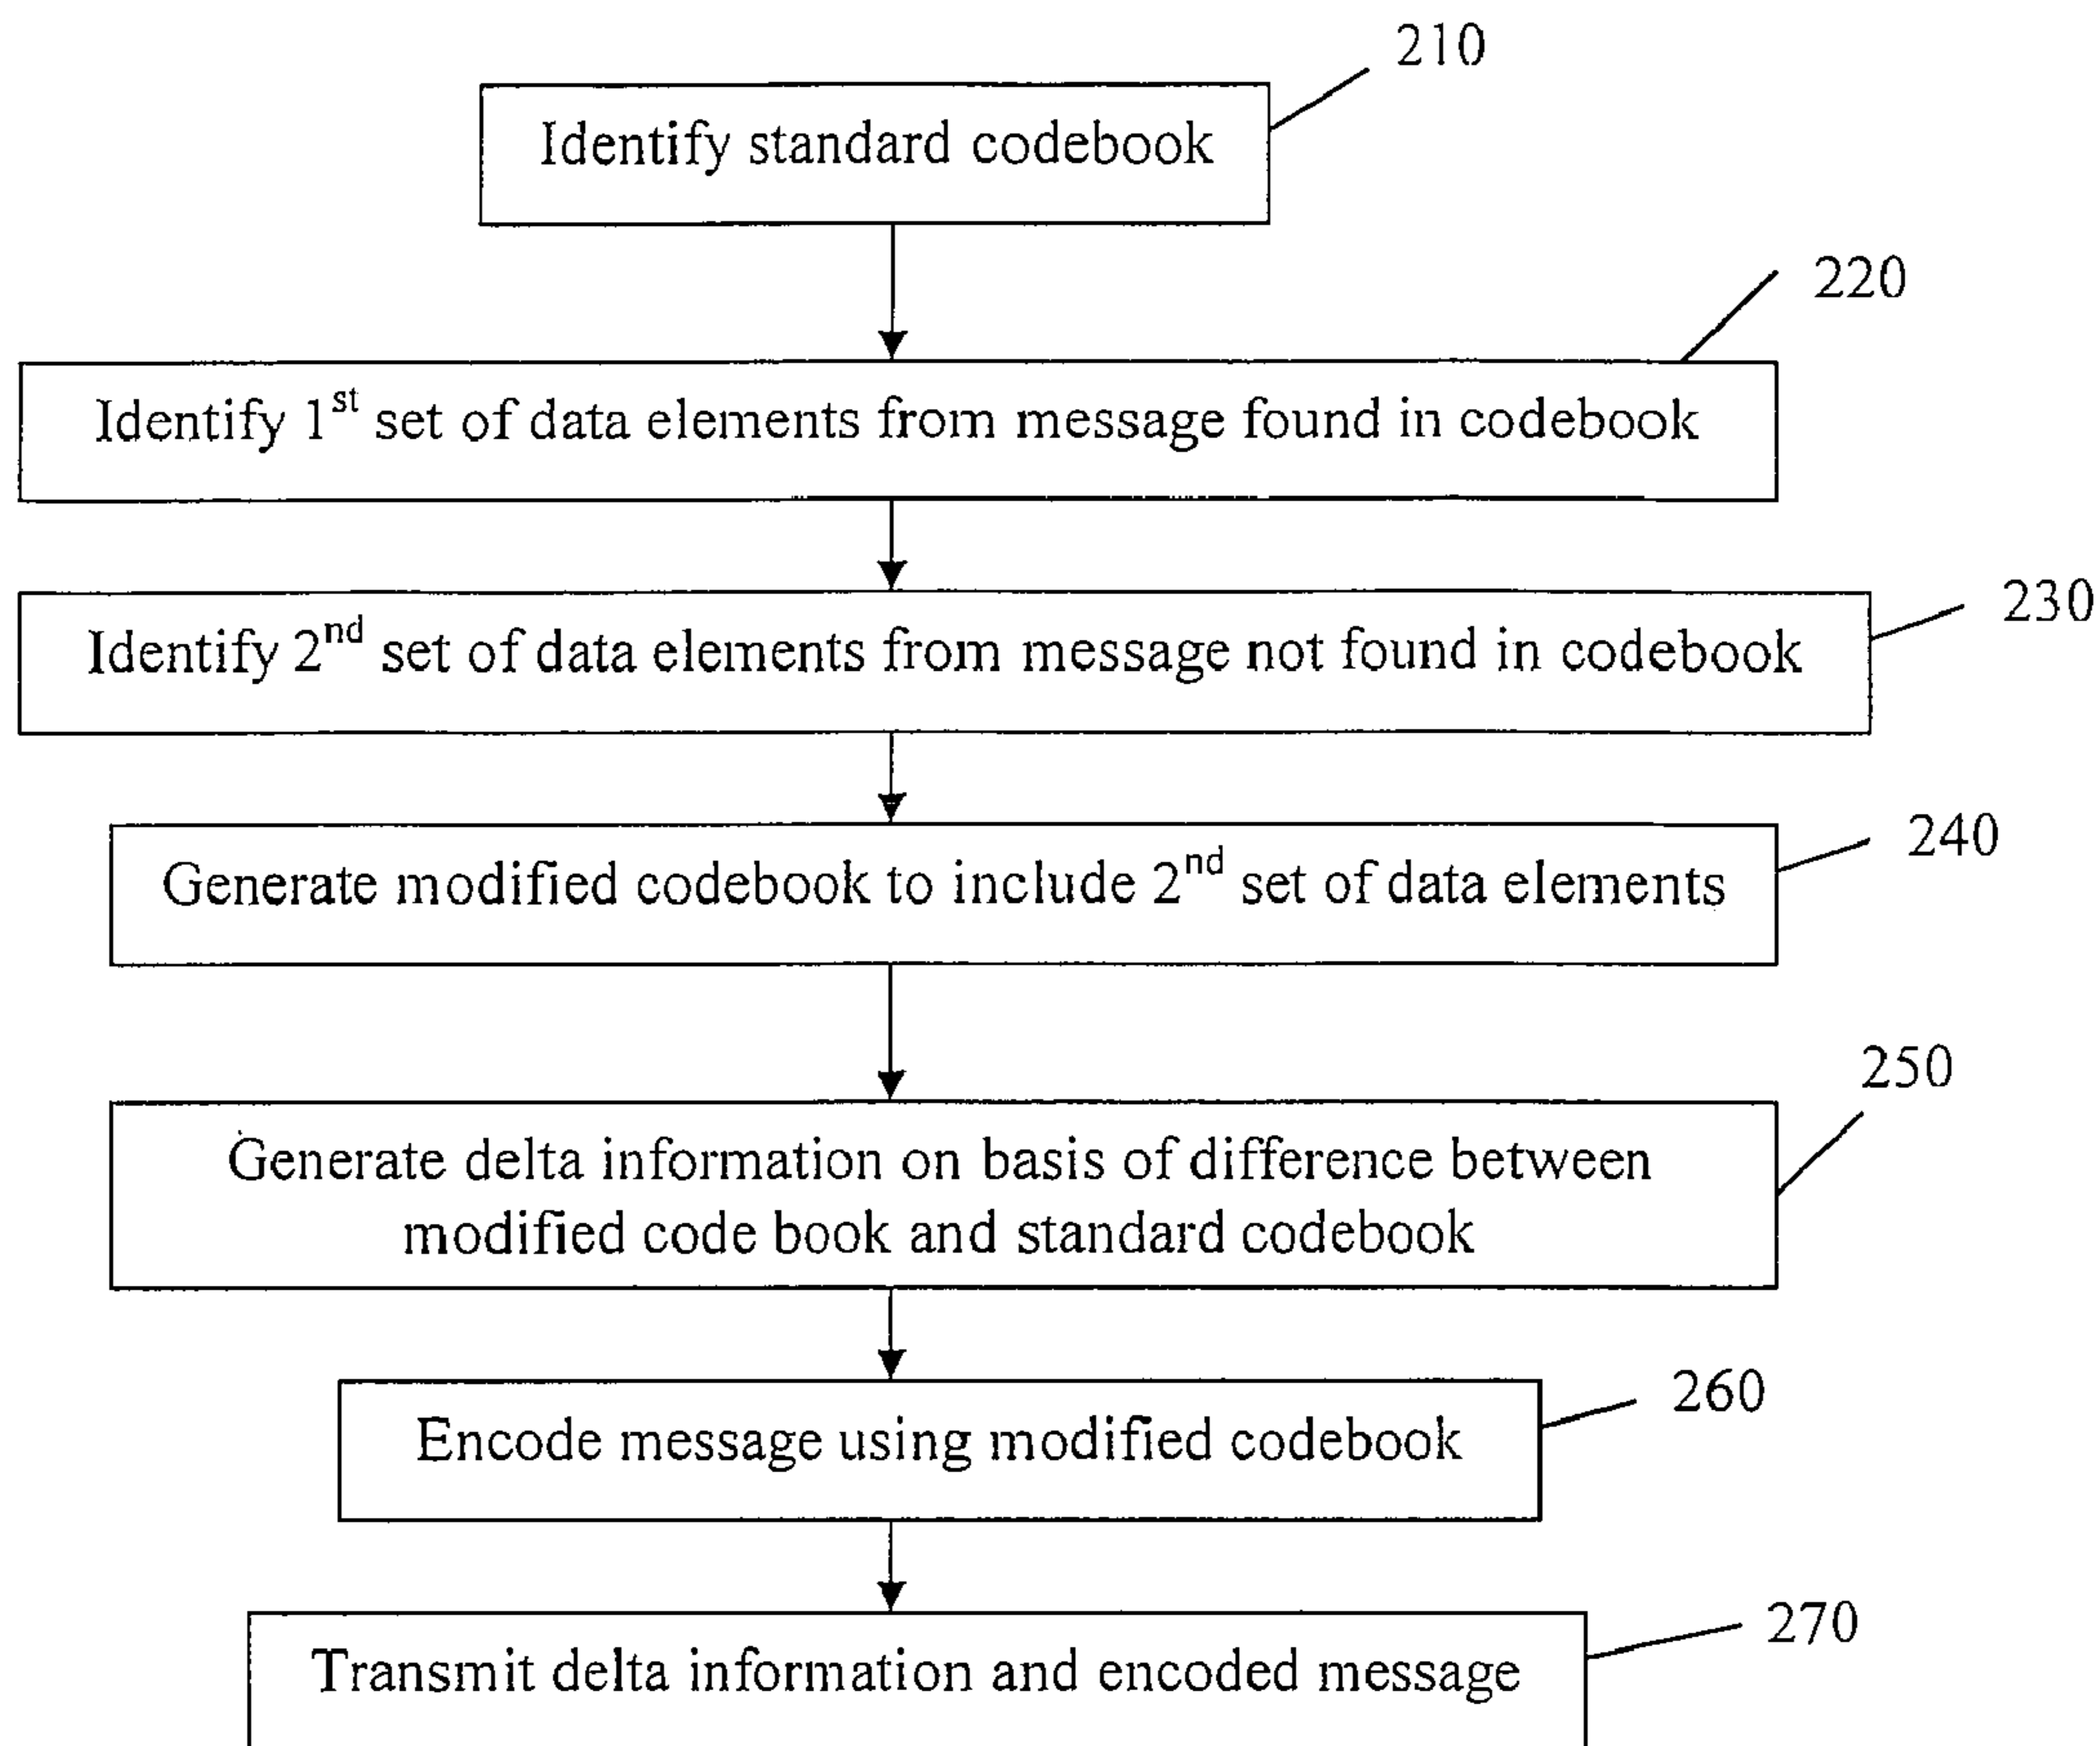 210
Identify standard codebook
220
Identify 1st set of data elements from message found in codebook
230
Identify 2nd set of data elements from message not found in codebook
240
Generate modified codebook to include 2nd set of data elements
250
Generate delta information on basis of difference between
modified code book and standard codebook
260
Encode message using modified codebook
270
Transmit delta information and encoded message